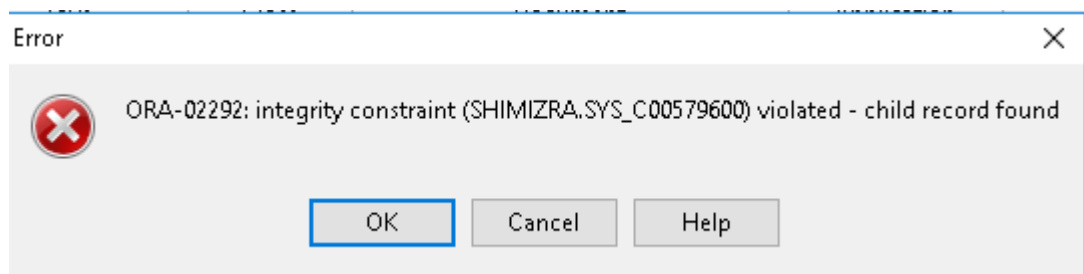 Error
ORA-02292: integrity constraint (SHIMIZRA.SYS_C00579600) violated - child record found
OK
Cancel
Help